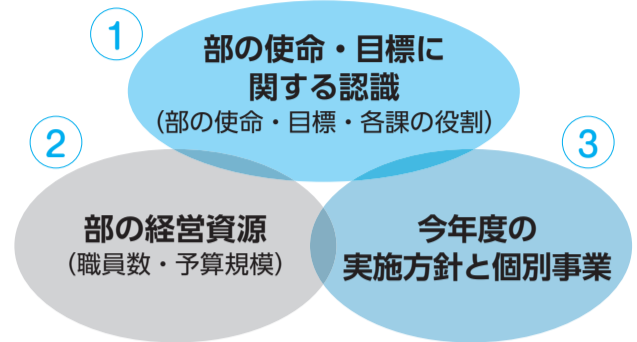 1
部の使命・目標に
関する認識
（部の使命・目標・各課の役割）
2
部の経営資源
（職員数・予算規模）
3
今年度の
実施方針と個別事業